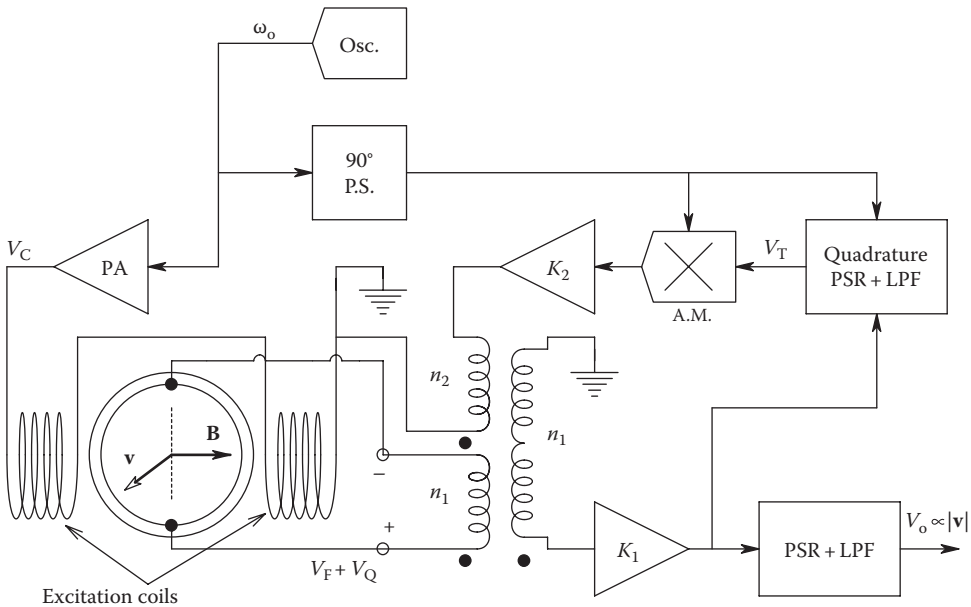 ω_o
Osc.
90°
P.S.
V_C
PA
K_2
V_T
Quadrature
PSR + LPF
A.M.
n_2
n_1
B
v
–
n_1
+
V_F + V_Q
K_1
PSR + LPF
V_o ∝ |v|
Excitation coils